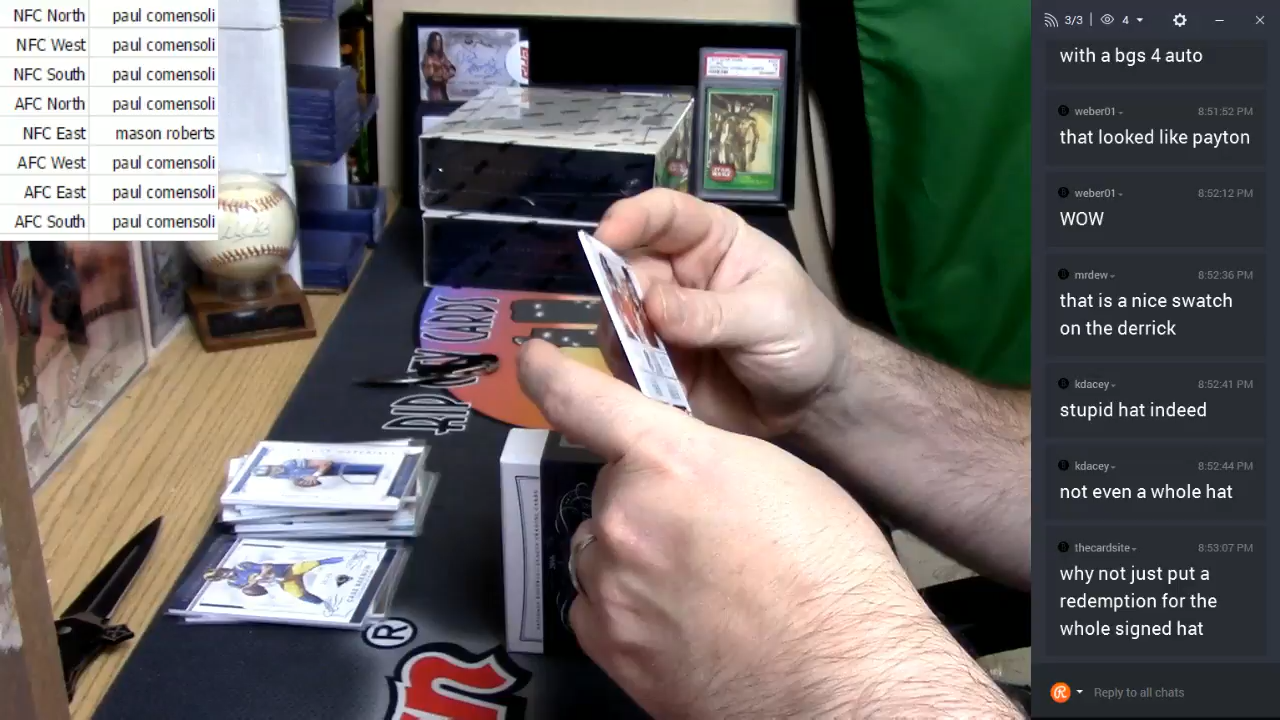 NFC North paul comensoli
NFC West paul comensoli
NFC South paul comensoli
AFC North paul comensoli
NFC East mason roberts
AFC West paul comensoli
AFC East paul comensoli
AFC South paul comensoli
3/3 4
with a bgs 4 auto
weber01 8:51:52 PM
that looked like payton
weber01 8:52:12 PM
WOW
mrdew 8:52:36 PM
that is a nice swatch
on the derrick
kdacey 8:52:41 PM
stupid hat indeed
kdacey 8:52:44 PM
not even a whole hat
thecardsite 8:53:07 PM
why not just put a
redemption for the
whole signed hat
Reply to all chats
STAR WARS
RIP CITY CARDS
CASE KEENUM
®